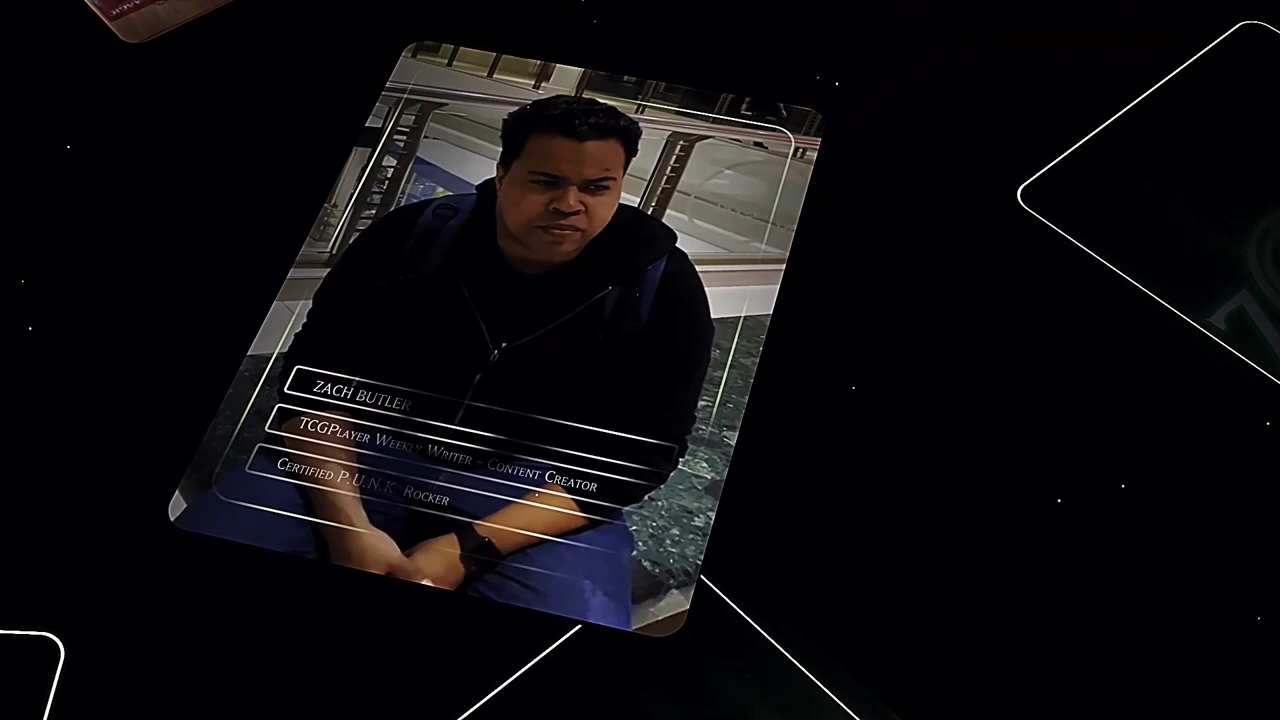 ZACH BUTLER
TCGPLAYER WEEKLY WRITER - CONTENT CREATOR
CERTIFIED P.U.N.K. ROCKER